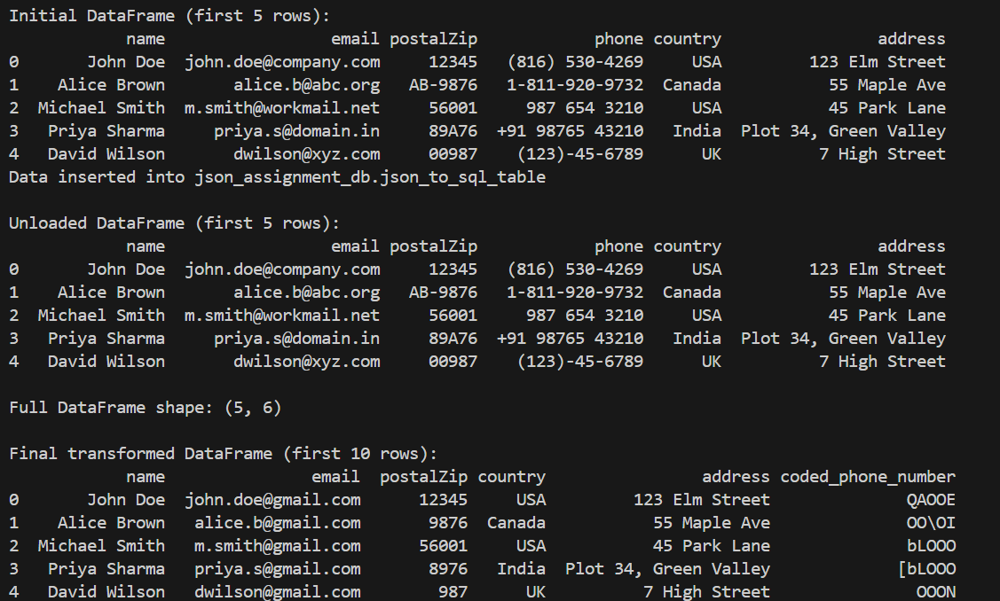 Initial DataFrame (first 5 rows):
name email postalZip phone country address
0 John Doe john.doe@company.com 12345 (816) 530-4269 USA 123 Elm Street
1 Alice Brown alice.b@abc.org AB-9876 1-811-920-9732 Canada 55 Maple Ave
2 Michael Smith m.smith@workmail.net 56001 987 654 3210 USA 45 Park Lane
3 Priya Sharma priya.s@domain.in 89A76 +91 98765 43210 India Plot 34, Green Valley
4 David Wilson dwilson@xyz.com 00987 (123)-45-6789 UK 7 High Street
Data inserted into json_assignment_db.json_to_sql_table
Unloaded DataFrame (first 5 rows):
name email postalZip phone country address
0 John Doe john.doe@company.com 12345 (816) 530-4269 USA 123 Elm Street
1 Alice Brown alice.b@abc.org AB-9876 1-811-920-9732 Canada 55 Maple Ave
2 Michael Smith m.smith@workmail.net 56001 987 654 3210 USA 45 Park Lane
3 Priya Sharma priya.s@domain.in 89A76 +91 98765 43210 India Plot 34, Green Valley
4 David Wilson dwilson@xyz.com 00987 (123)-45-6789 UK 7 High Street
Full DataFrame shape: (5, 6)
Final transformed DataFrame (first 10 rows):
name email postalZip country address coded_phone_number
0 John Doe john.doe@gmail.com 12345 USA 123 Elm Street QAOOE
1 Alice Brown alice.b@gmail.com 9876 Canada 55 Maple Ave OO\OI
2 Michael Smith m.smith@gmail.com 56001 USA 45 Park Lane bLOOO
3 Priya Sharma priya.s@gmail.com 8976 India Plot 34, Green Valley [bLOOO
4 David Wilson dwilson@gmail.com 987 UK 7 High Street OOON